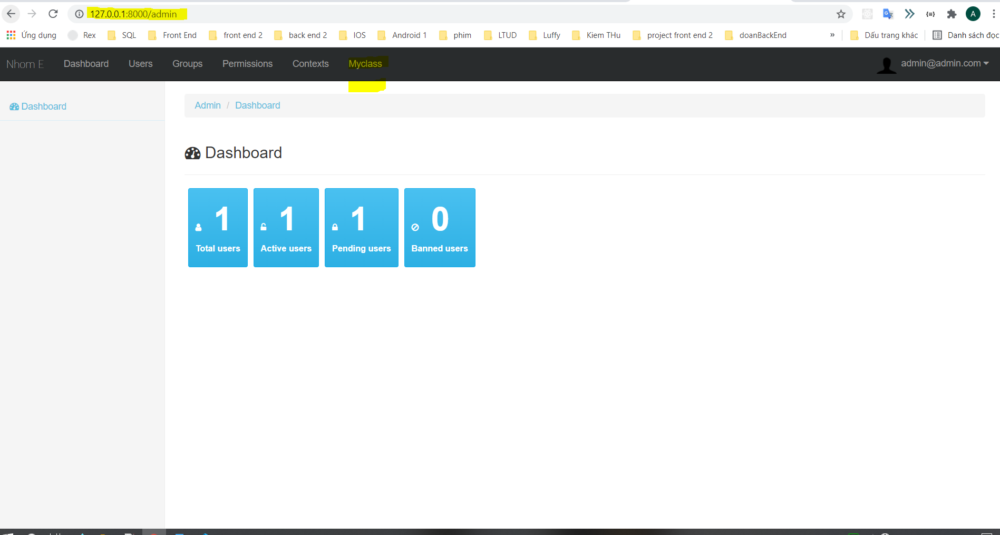 127.0.0.1:8000/admin
A
Ứng dụng Rex SQL Front End front end 2 back end 2 IOS Android 1 phim LTUD Luffy Kiem THu project front end 2 doanBackEnd » Dấu trang khác Danh sách đọc
Nhom E Dashboard Users Groups Permissions Contexts Myclass admin@admin.com
Dashboard
Admin / Dashboard
Dashboard
1 1 1 0
Total users Active users Pending users Banned users